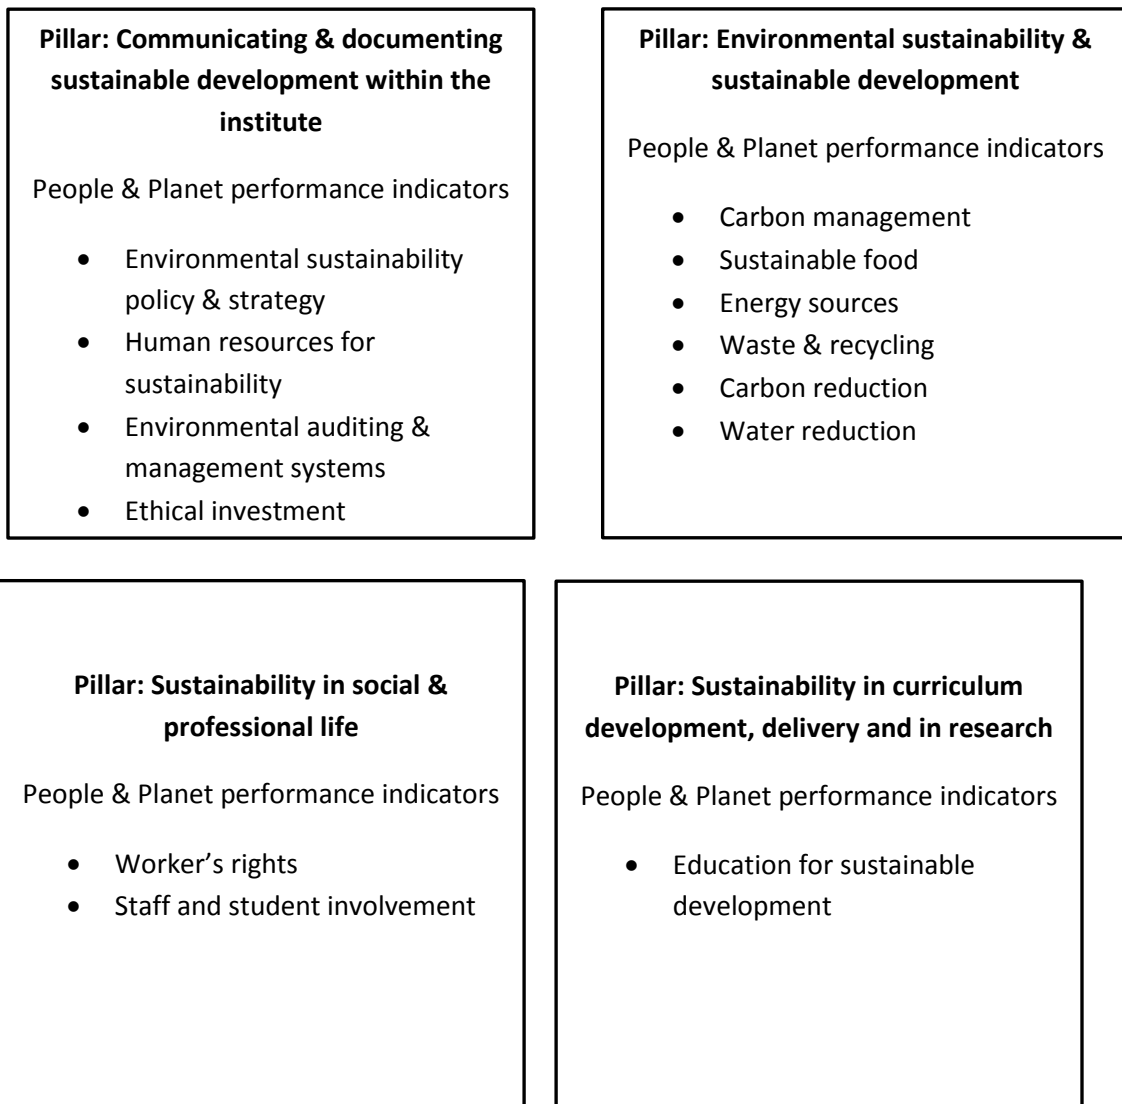 Pillar: Communicating & documenting
sustainable development within the
institute
People & Planet performance indicators
• Environmental sustainability
policy & strategy
• Human resources for
sustainability
• Environmental auditing &
management systems
• Ethical investment
Pillar: Environmental sustainability &
sustainable development
People & Planet performance indicators
• Carbon management
• Sustainable food
• Energy sources
• Waste & recycling
• Carbon reduction
• Water reduction
Pillar: Sustainability in social &
professional life
People & Planet performance indicators
• Worker’s rights
• Staff and student involvement
Pillar: Sustainability in curriculum
development, delivery and in research
People & Planet performance indicators
• Education for sustainable
development